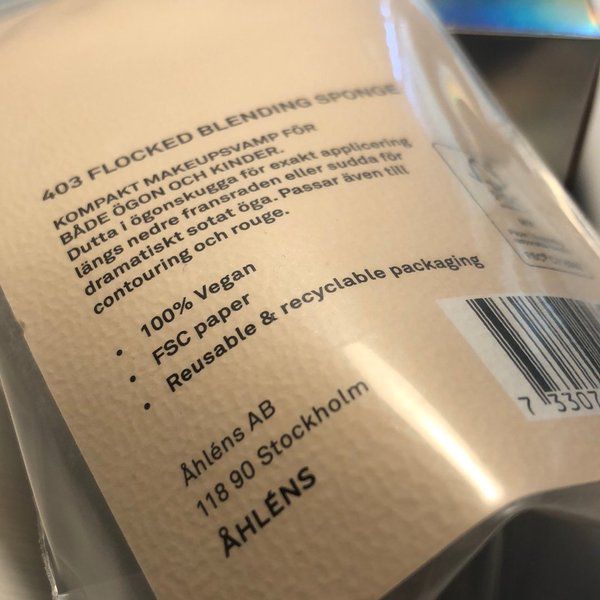 403 FLOCKED BLENDING SPONGE
KOMPAKT MAKEUPSVAMP FÖR
BÅDE ÖGON OCH KINDER.
Dutta i ögonskugga för exakt applicering
längs nedre fransraden eller sudda för
dramatiskt sotat öga. Passar även till
contouring och rouge.
• 100% Vegan
• FSC paper
• Reusable & recyclable packaging
Åhléns AB
118 90 Stockholm
ÅHLÉNS
7 3307